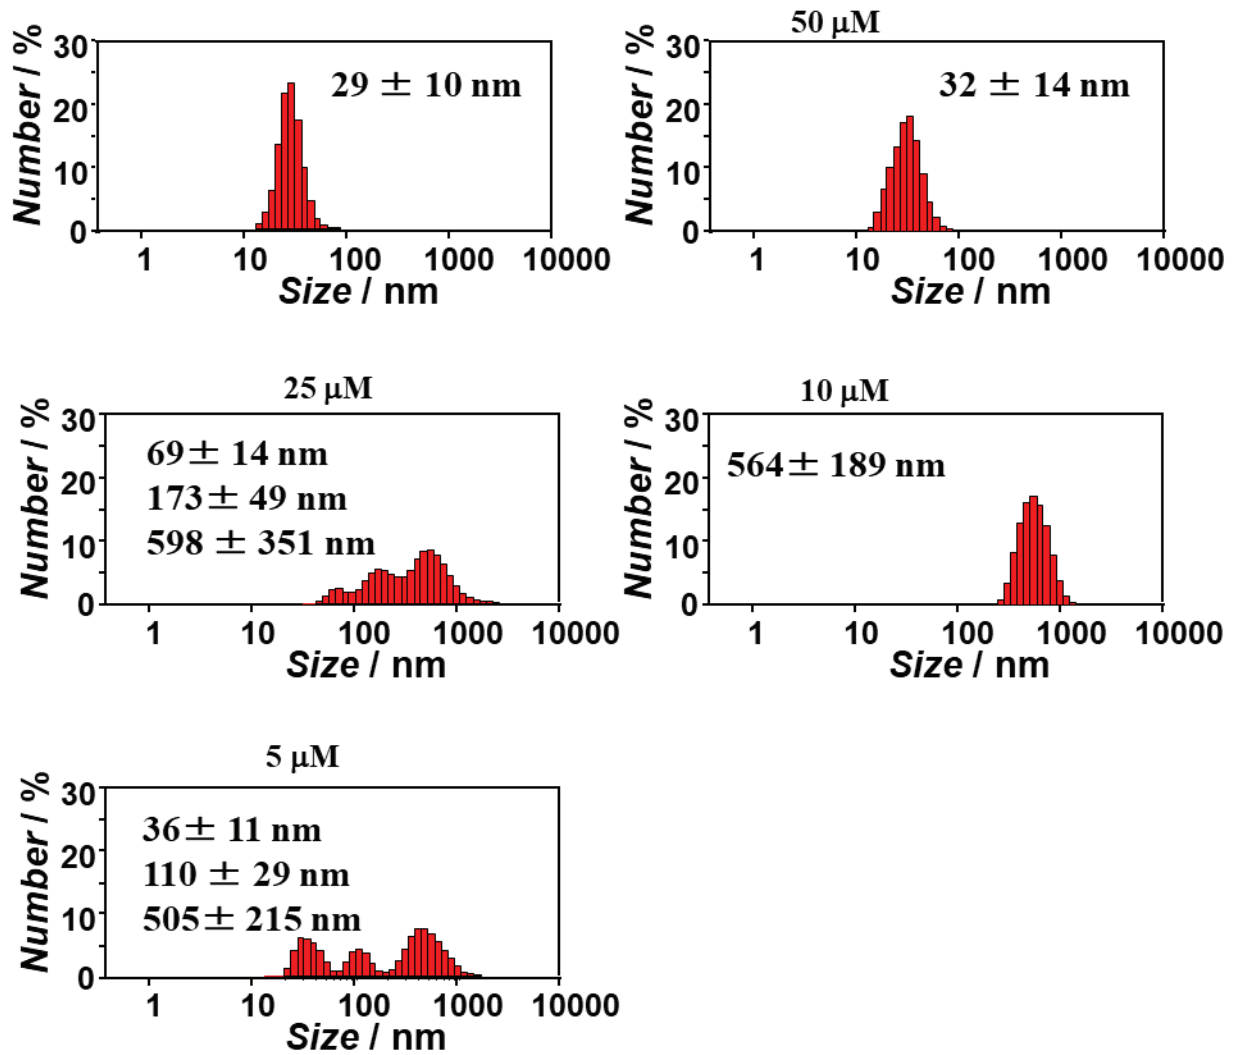 30
20
10
0
Number / %
29 ± 10 nm
1 10 100 1000 10000
Size / nm
50 μM
30
20
10
0
Number / %
32 ± 14 nm
1 10 100 1000 10000
Size / nm
25 μM
30
20
10
0
Number / %
69± 14 nm
173± 49 nm
598 ± 351 nm
1 10 100 1000 10000
Size / nm
10 μM
30
20
10
0
Number / %
564± 189 nm
1 10 100 1000 10000
Size / nm
5 μM
30
20
10
0
Number / %
36± 11 nm
110 ± 29 nm
505± 215 nm
1 10 100 1000 10000
Size / nm